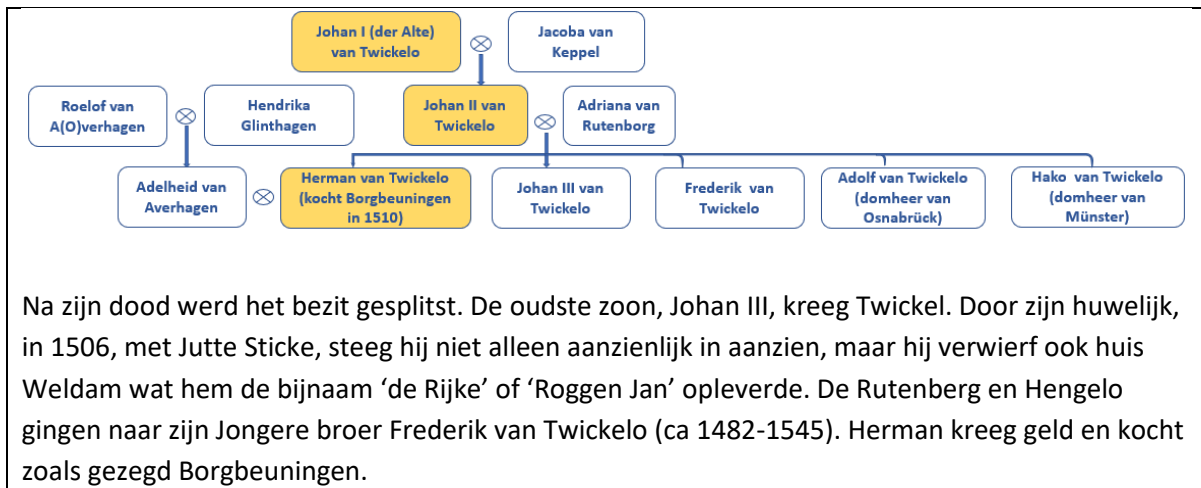 Johan I (der Alte)
van Twickelo
Jacoba van
Keppel
Roelof van
A(O)verhagen
Hendrika
Glinthagen
Johan II van
Twickelo
Adriana van
Rutenborg
Adelheid van
Averhagen
Herman van Twickelo
(kocht Borgbeuningen
in 1510)
Johan III van
Twickelo
Frederik van
Twickelo
Adolf van Twickelo
(domheer van
Osnabrück)
Hako van Twickelo
(domheer van
Münster)
Na zijn dood werd het bezit gesplitst. De oudste zoon, Johan III, kreeg Twickel. Door zijn huwelijk,
in 1506, met Jutte Sticke, steeg hij niet alleen aanzienlijk in aanzien, maar hij verwierf ook huis
Weldam wat hem de bijnaam ‘de Rijke’ of ‘Roggen Jan’ opleverde. De Rutenberg en Hengelo
gingen naar zijn Jongere broer Frederik van Twickelo (ca 1482-1545). Herman kreeg geld en kocht
zoals gezegd Borgbeuningen.